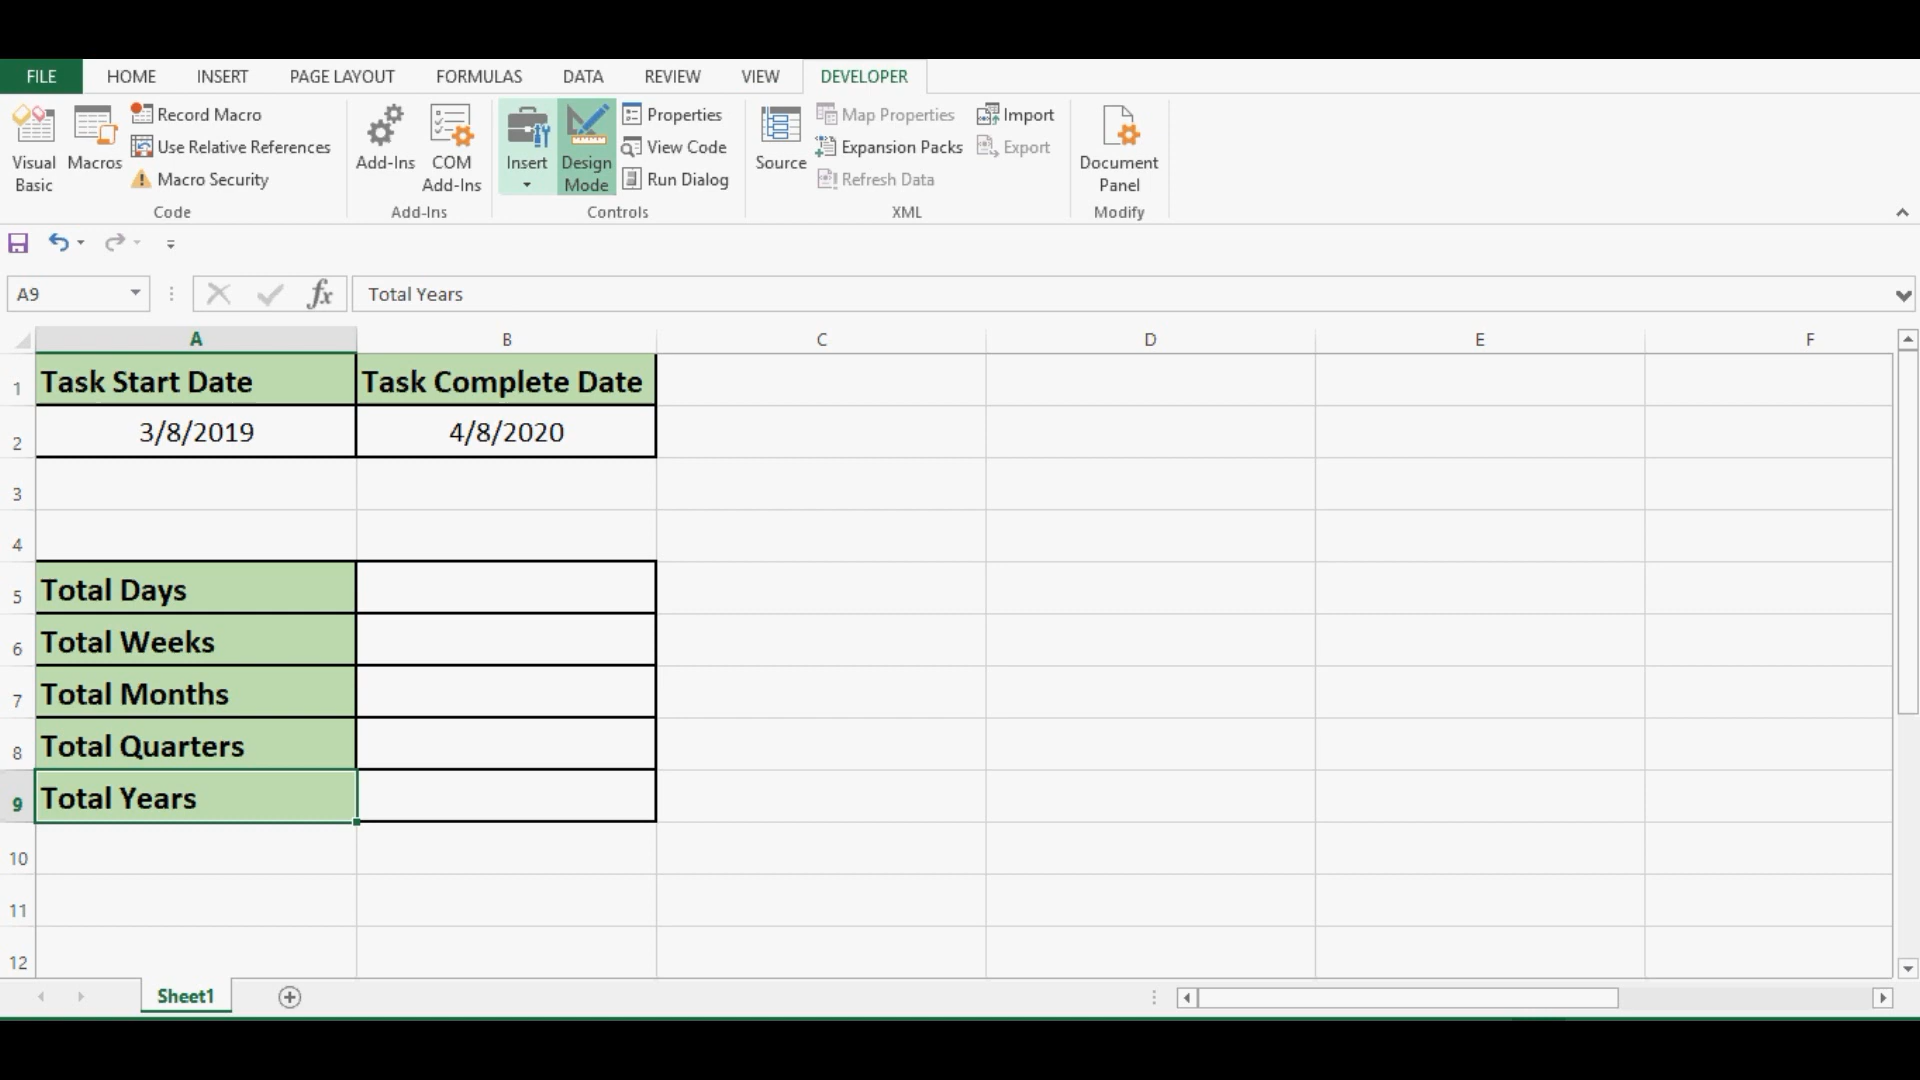 FILE HOME INSERT PAGE LAYOUT FORMULAS DATA REVIEW VIEW DEVELOPER
Visual Basic
Macros
Record Macro
Use Relative References
Macro Security
Code
Add-Ins
COM Add-Ins
Add-Ins
Insert
Design Mode
Properties
View Code
Run Dialog
Controls
Source
Map Properties
Expansion Packs
Refresh Data
Import
Export
XML
Document Panel
Modify
A9 fx Total Years
A B C D E F
1 Task Start Date Task Complete Date
2 3/8/2019 4/8/2020
3
4
5 Total Days
6 Total Weeks
7 Total Months
8 Total Quarters
9 Total Years
10
11
12
Sheet1